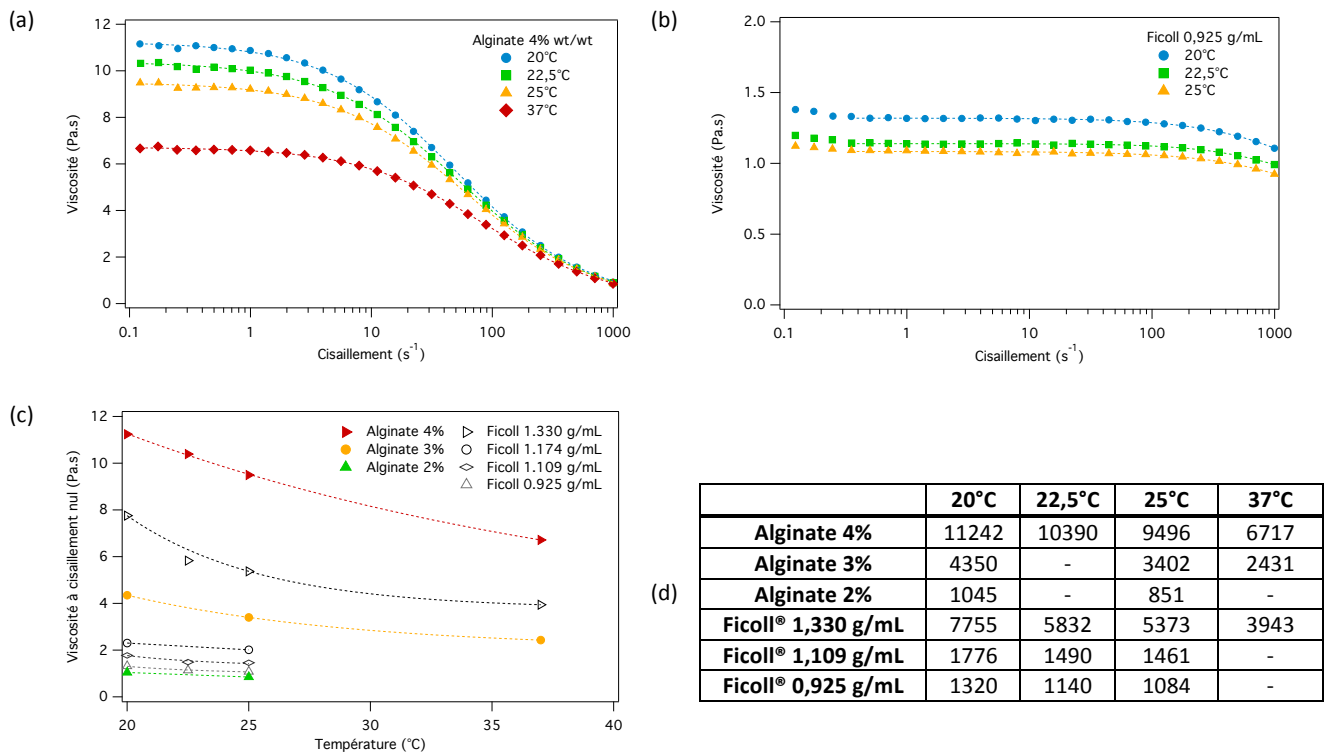 (a)
12
10
8
6
4
2
0
Viscosité (Pa.s)
0.1
1
10
100
1000
Cisaillement (s⁻¹)
Alginate 4% wt/wt
20°C
22,5°C
25°C
37°C
(b)
2.0
1.5
1.0
0.5
0.0
Viscosité (Pa.s)
0.1
1
10
100
1000
Cisaillement (s⁻¹)
Ficoll 0,925 g/mL
20°C
22,5°C
25°C
(c)
12
10
8
6
4
2
0
Viscosité à cisaillement nul (Pa.s)
20
25
30
35
40
Température (°C)
Alginate 4%
Alginate 3%
Alginate 2%
Ficoll 1.330 g/mL
Ficoll 1.174 g/mL
Ficoll 1.109 g/mL
Ficoll 0.925 g/mL
(d)
20°C 22,5°C 25°C 37°C
Alginate 4% 11242 10390 9496 6717
Alginate 3% 4350 - 3402 2431
Alginate 2% 1045 - 851 -
Ficoll® 1,330 g/mL 7755 5832 5373 3943
Ficoll® 1,109 g/mL 1776 1490 1461 -
Ficoll® 0,925 g/mL 1320 1140 1084 -